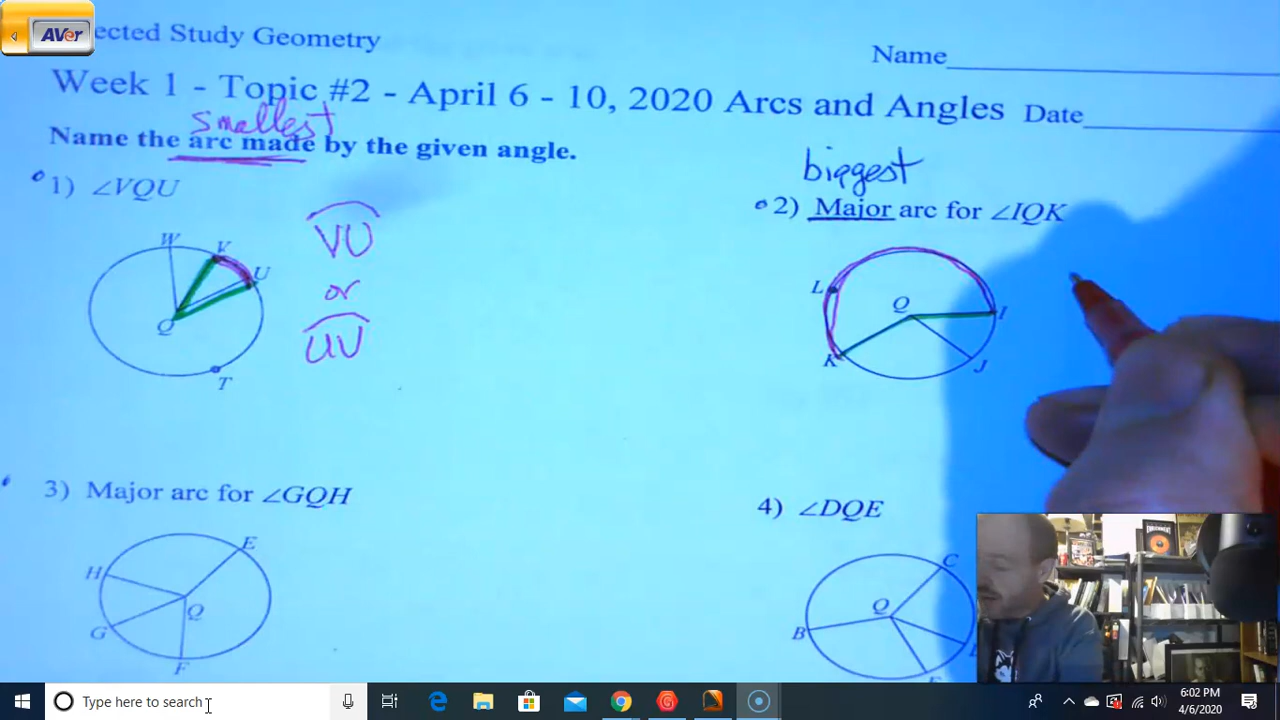 AVer
ected Study Geometry
Name
Week 1 - Topic #2 - April 6 - 10, 2020 Arcs and Angles Date
smallest
Name the arc made by the given angle.
biggest
1) ∠VQU
2) Major arc for ∠IQK
W V U Q T
VU
or
UV
L Q I K J
3) Major arc for ∠GQH
4) ∠DQE
E H Q G F
C Q B
Type here to search
6:02 PM
4/6/2020